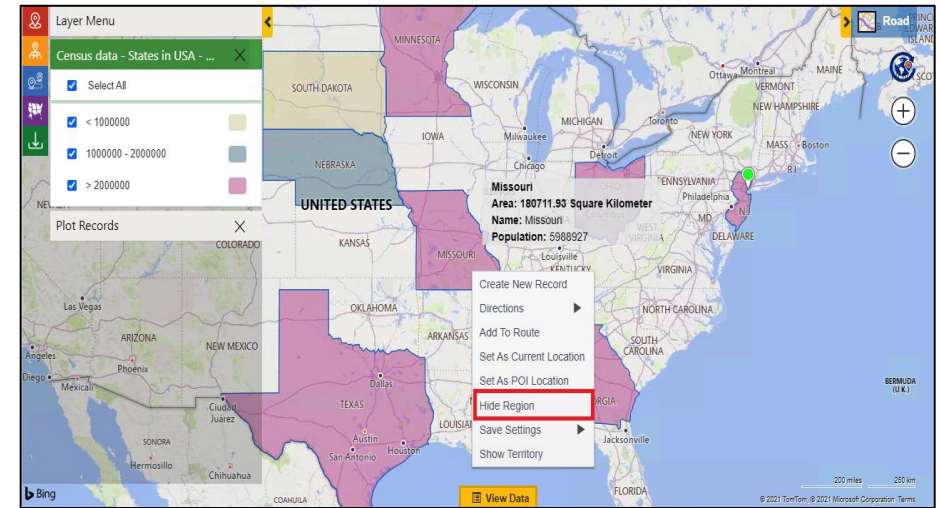 Layer Menu
Census data - States in USA - ...
Select All
< 1000000
1000000 - 2000000
> 2000000
Plot Records
Road
MINNESOTA
SOUTH DAKOTA
WISCONSIN
MICHIGAN
Ottawa
Montreal
MAINE
VERMONT
NEW HAMPSHIRE
Toronto
NEW YORK
MASS
Boston
R.I.
IOWA
Milwaukee
Detroit
Chicago
NEBRASKA
UNITED STATES
Missouri
Area: 180711.93 Square Kilometer
Name: Missouri
Population: 5988927
OHIO
Columbus
WEST
VIRGINIA
PENNSYLVANIA
Philadelphia
MD
N.J.
DELAWARE
COLORADO
KANSAS
MISSOURI
Louisville
KENTUCKY
VIRGINIA
Las Vegas
OKLAHOMA
ARKANSAS
NORTH CAROLINA
SOUTH
CAROLINA
Create New Record
Directions
Add To Route
Set As Current Location
Set As POI Location
Hide Region
Save Settings
Show Territory
ARIZONA
Phoenix
NEW MEXICO
Angeles
Diego
Mexicali
Dallas
TEXAS
Ciudad
Juárez
BERMUDA
(U.K.)
SONORA
Hermosillo
Chihuahua
Austin
San Antonio
Houston
Jacksonville
FLORIDA
COAHUILA
Bing
View Data
200 miles
250 km
© 2021 TomTom, © 2021 Microsoft Corporation Terms